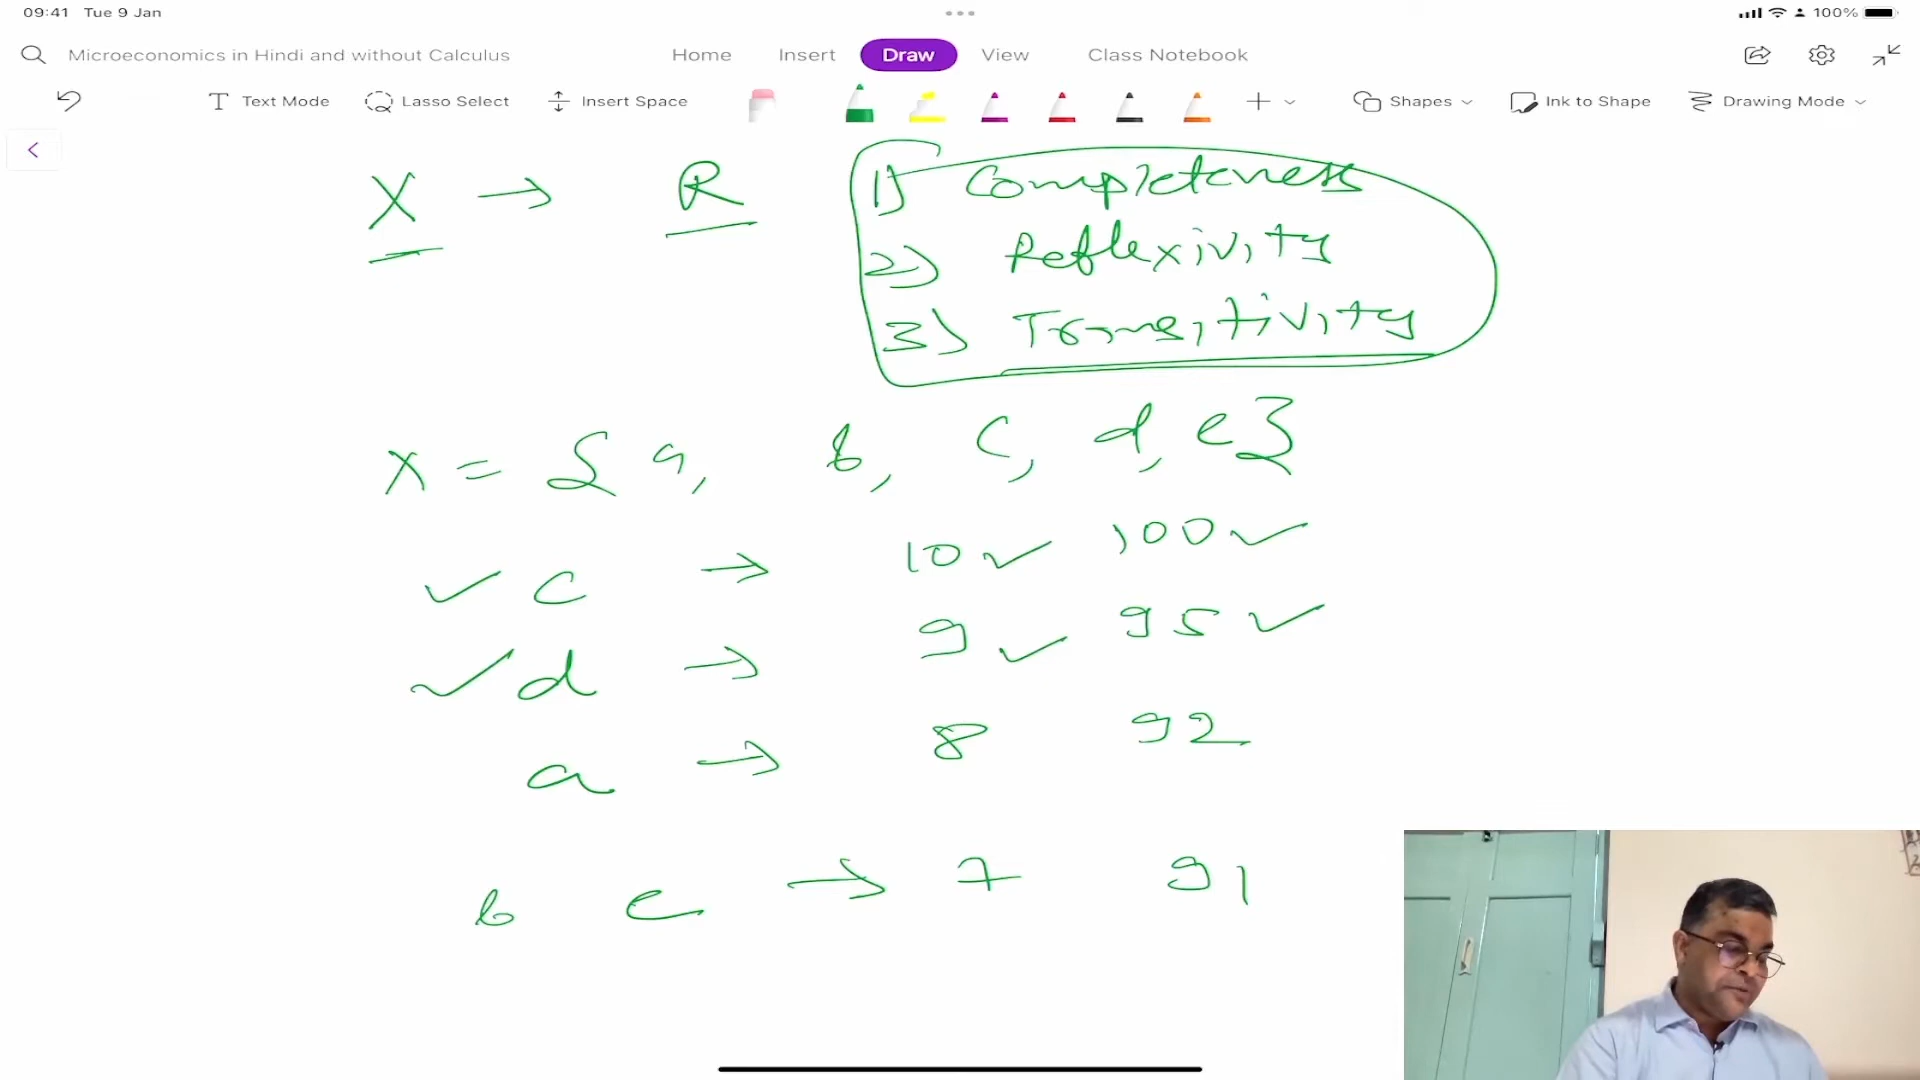 09:41 Tue 9 Jan
100%
Microeconomics in Hindi and without Calculus
Home Insert Draw View Class Notebook
Text Mode Lasso Select Insert Space Shapes Ink to Shape Drawing Mode
X → R
1) Completeness
2) Reflexivity
3) Transitivity
X = { a, b, c, d, e }
✓ c → 10 ✓ 100 ✓
✓ d → 9 ✓ 95 ✓
a → 8 92
b e → 7 91